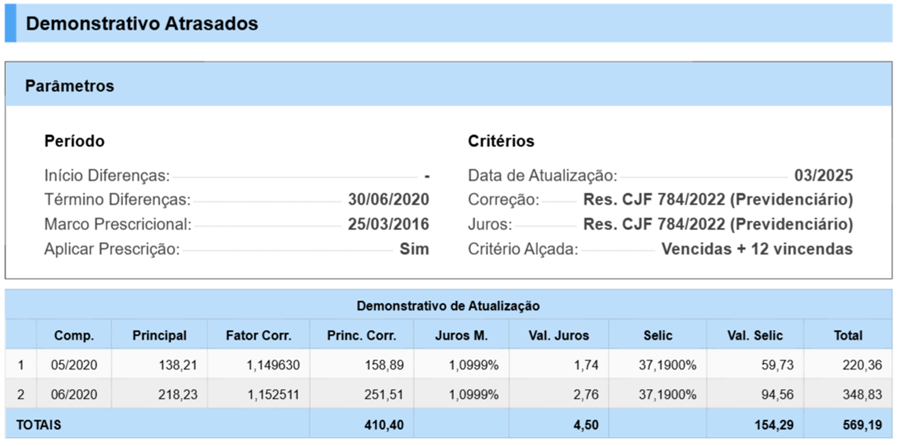 Demonstrativo Atrasados
Parâmetros
Período
Início Diferenças: -
Término Diferenças: 30/06/2020
Marco Prescricional: 25/03/2016
Aplicar Prescrição: Sim
Critérios
Data de Atualização: 03/2025
Correção: Res. CJF 784/2022 (Previdenciário)
Juros: Res. CJF 784/2022 (Previdenciário)
Critério Alçada: Vencidas + 12 vincendas
Demonstrativo de Atualização
Comp. Principal Fator Corr. Princ. Corr. Juros M. Val. Juros Selic Val. Selic Total
1 05/2020 138,21 1,149630 158,89 1,0999% 1,74 37,1900% 59,73 220,36
2 06/2020 218,23 1,152511 251,51 1,0999% 2,76 37,1900% 94,56 348,83
TOTAIS 410,40 4,50 154,29 569,19